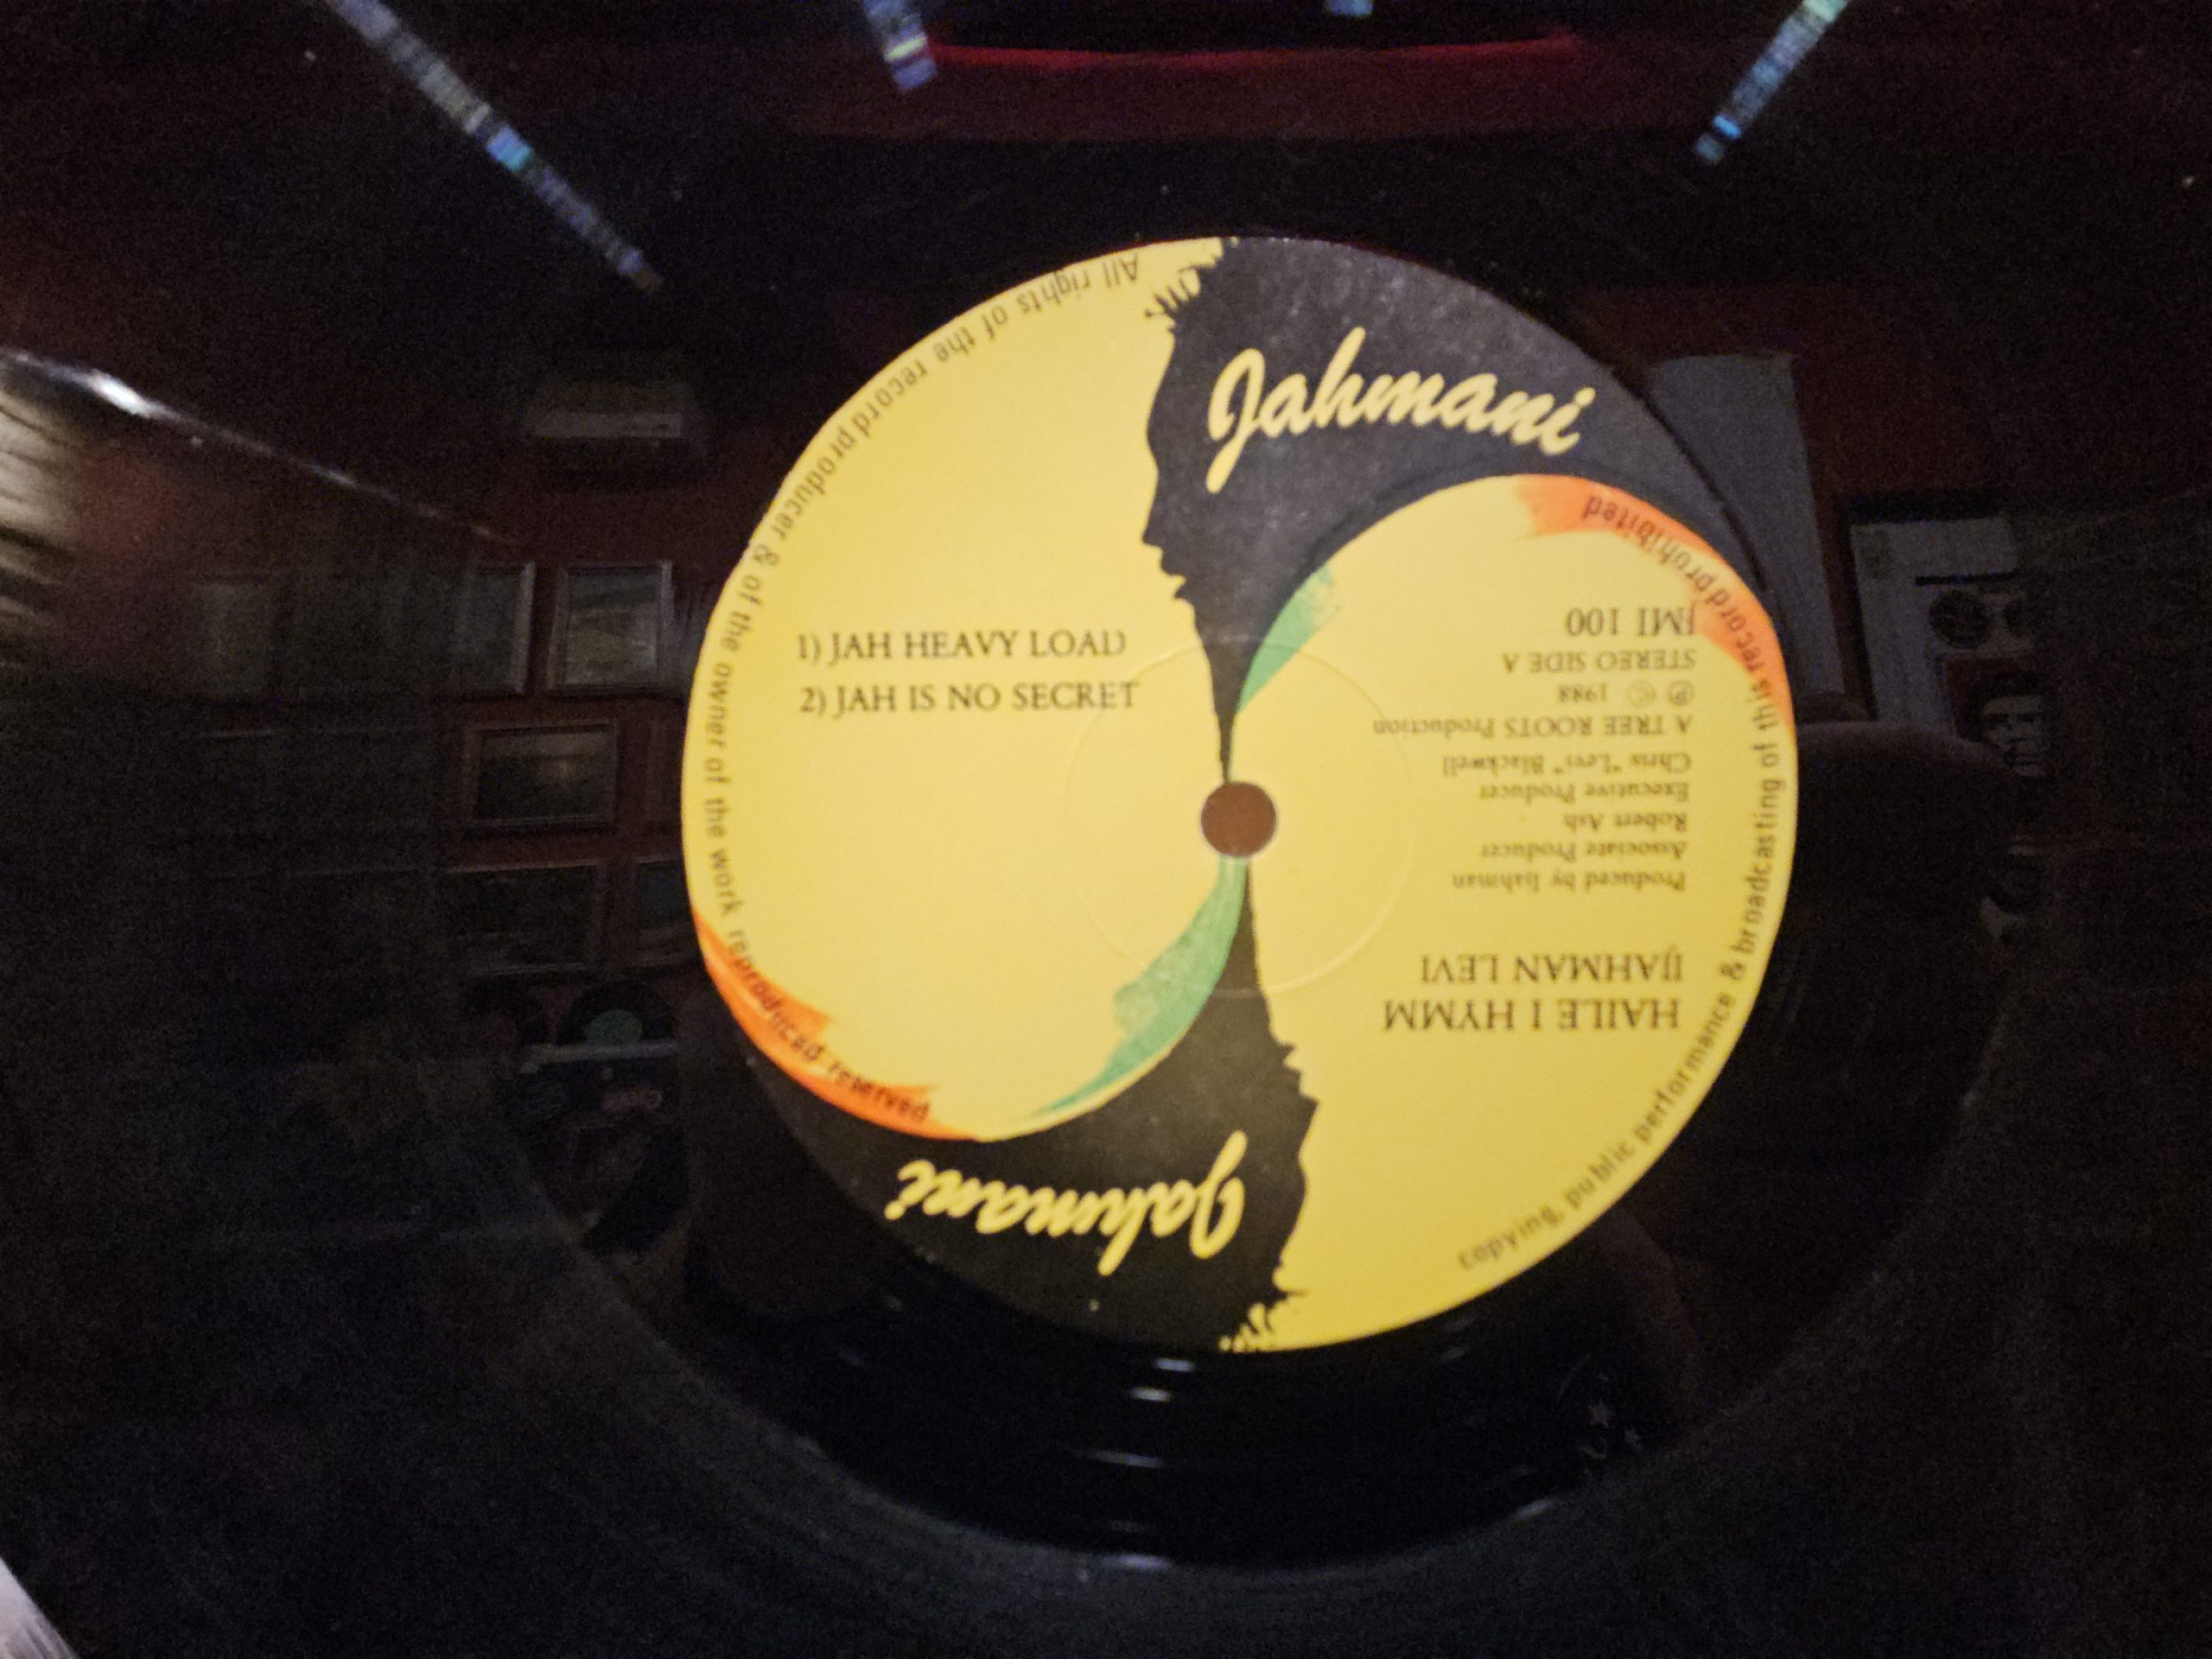 Jahmani
1) JAH HEAVY LOAD
2) JAH IS NO SECRET
All rights of the record producer & of the owner of the work reproduced reserved
Jahmani
HAILE I HYMM
IJAHMAN LEVI
Produced by Ijahman
Associate Producer
Robert Ash
Executive Producer
Chris "Levi" Blackwell
A TREE ROOTS Production
℗ © 1988
STEREO SIDE A
JMI 100
copying, public performance & broadcasting of this record prohibited